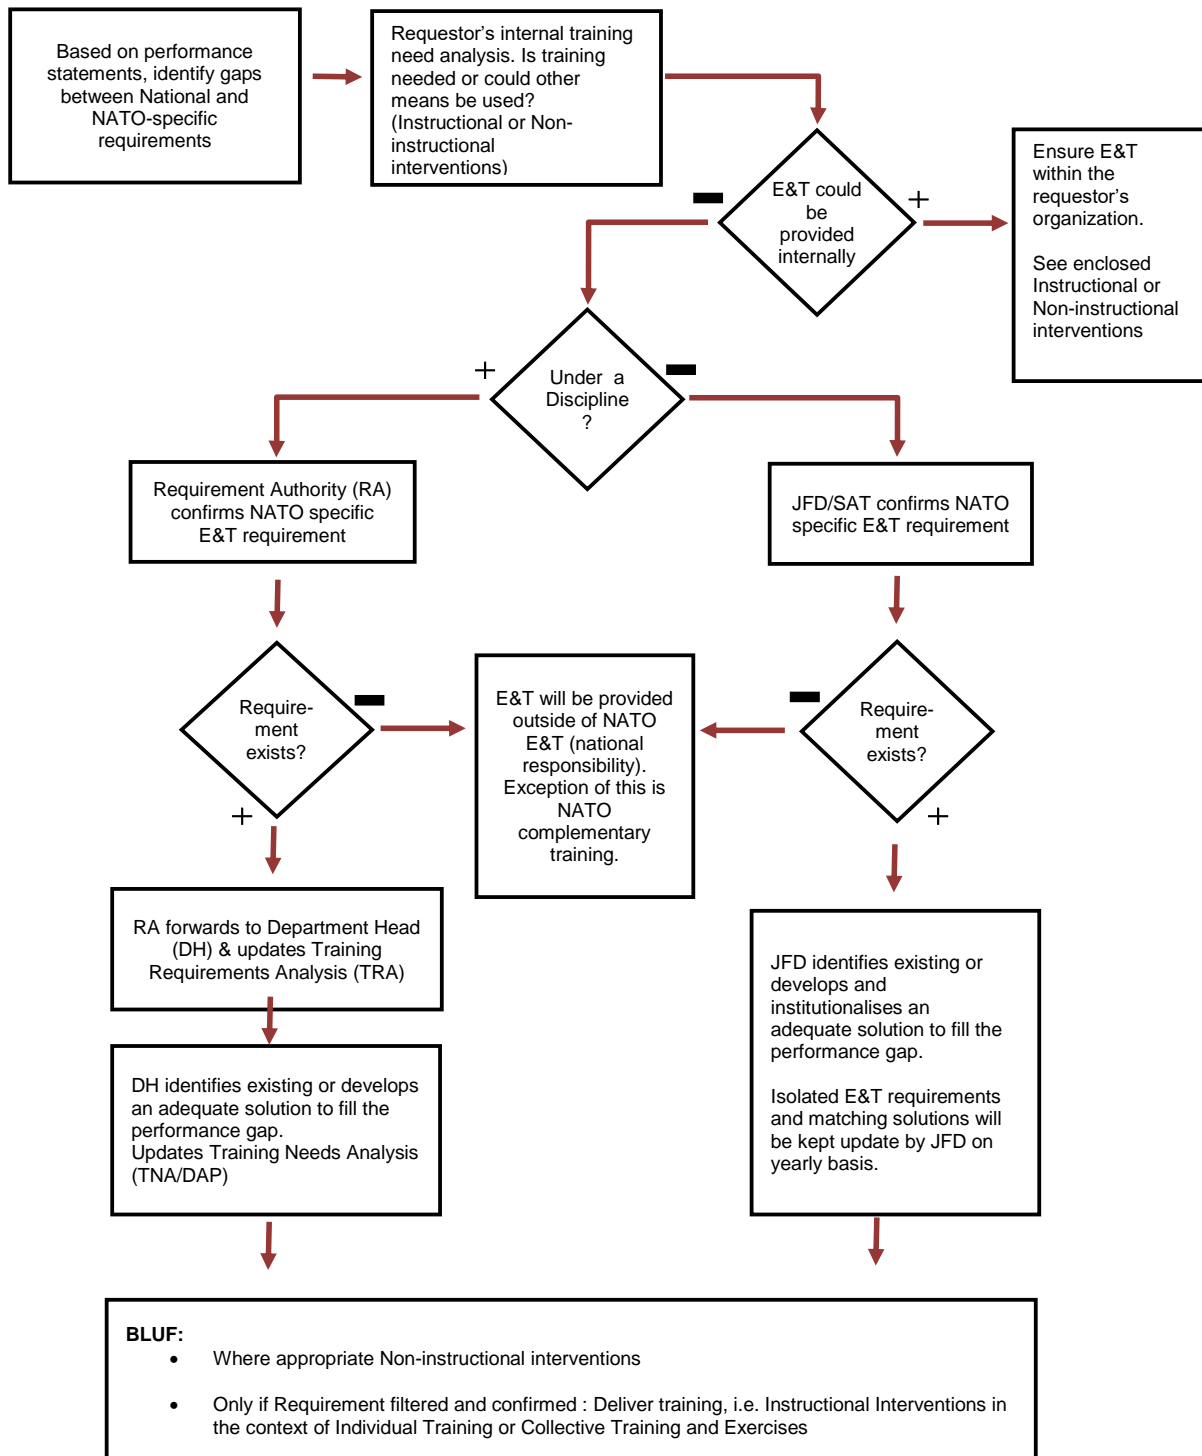 Based on performance
statements, identify gaps
between National and
NATO-specific
requirements
Requestor's internal training
need analysis. Is training
needed or could other
means be used?
(Instructional or Non-
instructional
interventions)
E&T could
be
provided
internally
+
Ensure E&T
within the
requestor's
organization.
See enclosed
Instructional or
Non-instructional
interventions
Under a
Discipline
?
+
Requirement Authority (RA)
confirms NATO specific
E&T requirement
JFD/SAT confirms NATO
specific E&T requirement
Require-
ment
exists?
+
E&T will be provided
outside of NATO
E&T (national
responsibility).
Exception of this is
NATO
complementary
training.
Require-
ment
exists?
+
RA forwards to Department Head
(DH) & updates Training
Requirements Analysis (TRA)
DH identifies existing or develops
an adequate solution to fill the
performance gap.
Updates Training Needs Analysis
(TNA/DAP)
JFD identifies existing or
develops and
institutionalises an
adequate solution to fill the
performance gap.
Isolated E&T requirements
and matching solutions will
be kept update by JFD on
yearly basis.
BLUF:
• Where appropriate Non-instructional interventions
• Only if Requirement filtered and confirmed : Deliver training, i.e. Instructional Interventions in
the context of Individual Training or Collective Training and Exercises